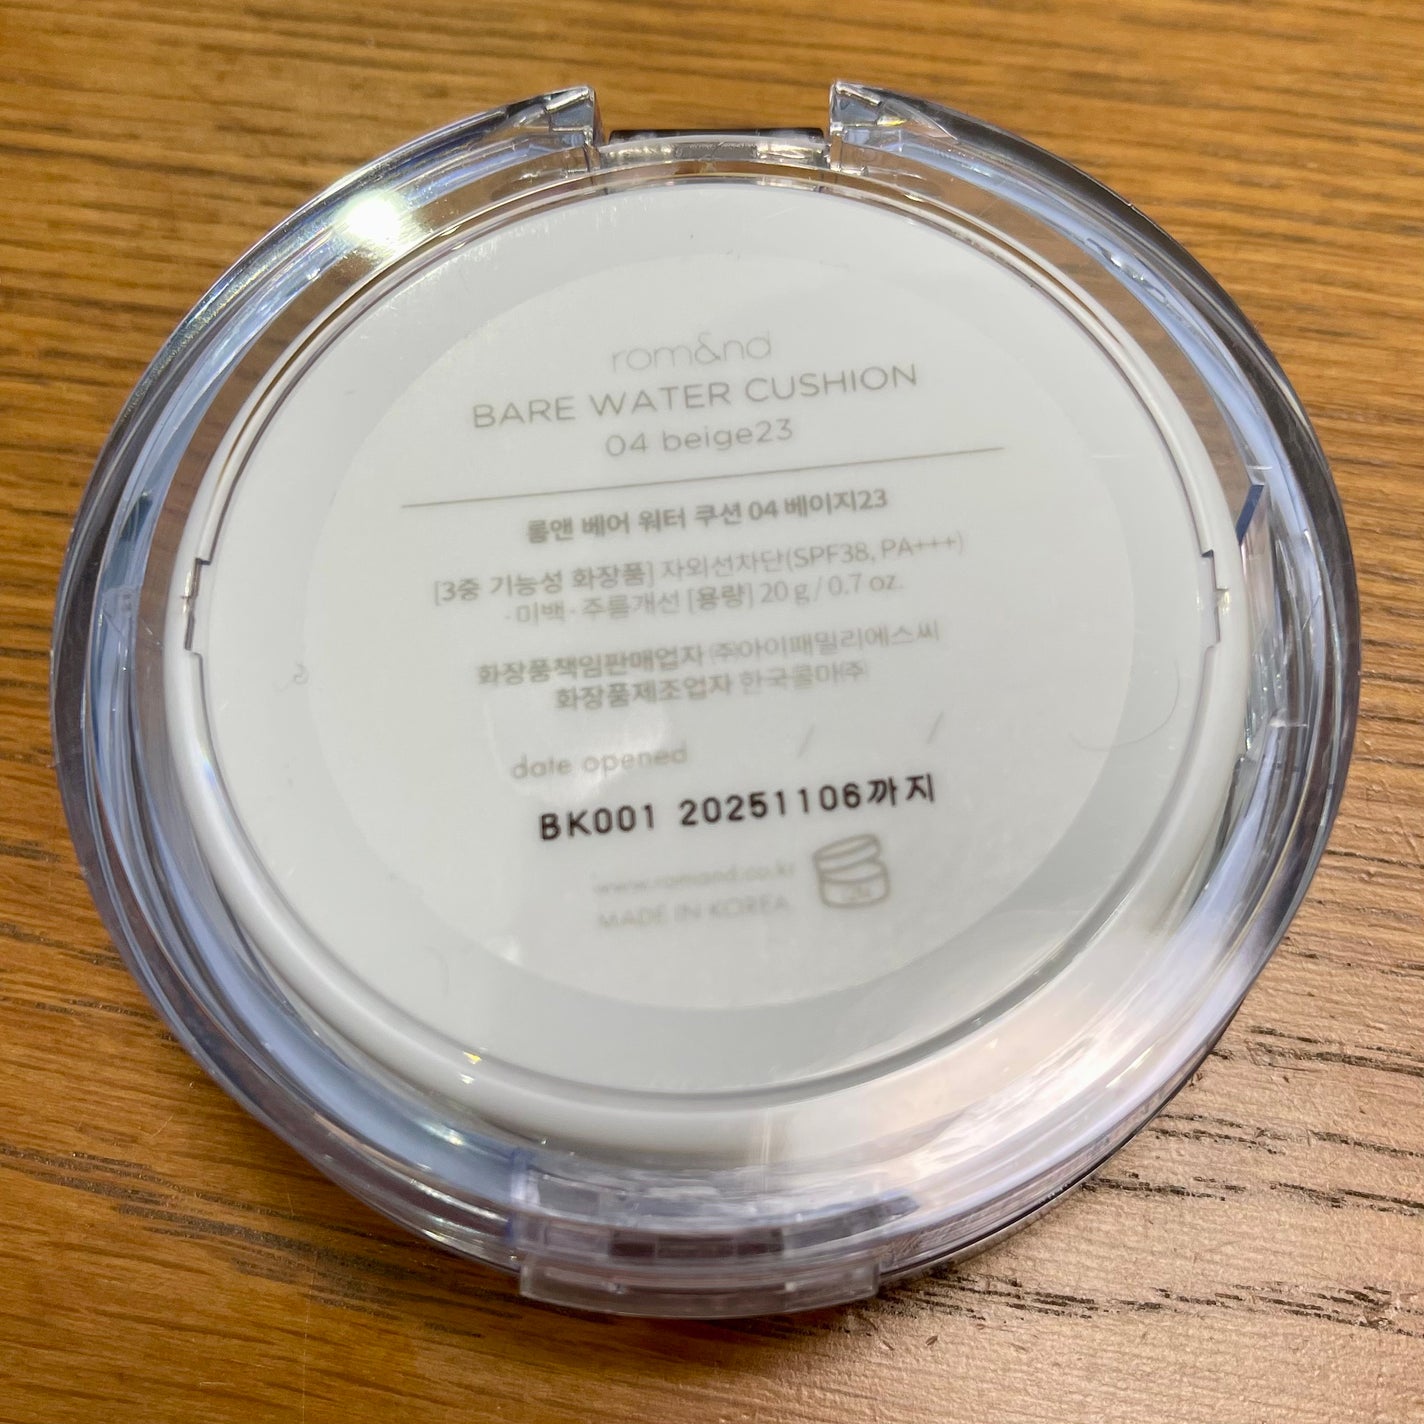 rom&nd
BARE WATER CUSHION
04 beige23
롬앤 베어 워터 쿠션 04 베이지23
[3중 기능성 화장품] 자외선차단(SPF38, PA+++)
·미백·주름개선 [용량] 20 g / 0.7 oz.
화장품책임판매업자 ㈜아이패밀리에스씨
화장품제조업자 한국콜마㈜
date opened / /
BK001 20251106까지
www.romand.co.kr
MADE IN KOREA